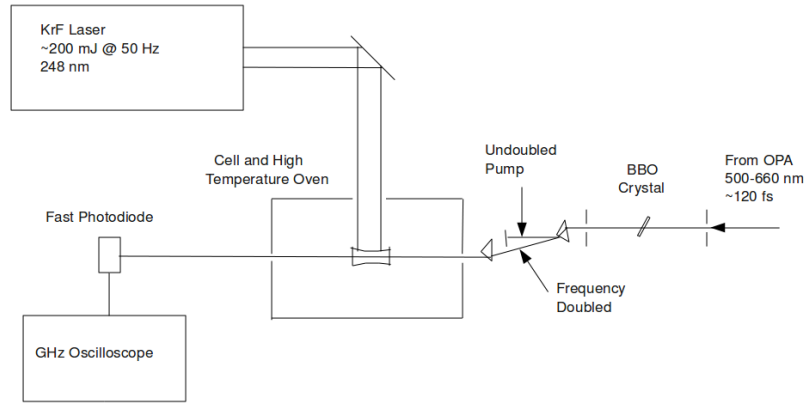 KrF Laser
~200 mJ @ 50 Hz
248 nm
Cell and High
Temperature Oven
Undoubled
Pump
BBO
Crystal
From OPA
500-660 nm
~120 fs
Fast Photodiode
Frequency
Doubled
GHz Oscilloscope